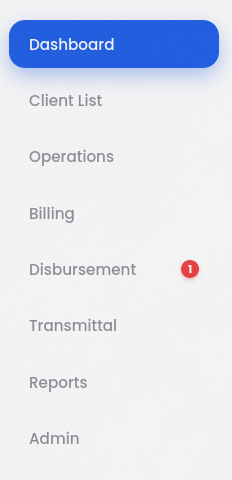 Dashboard
Client List
Operations
Billing
Disbursement 1
Transmittal
Reports
Admin